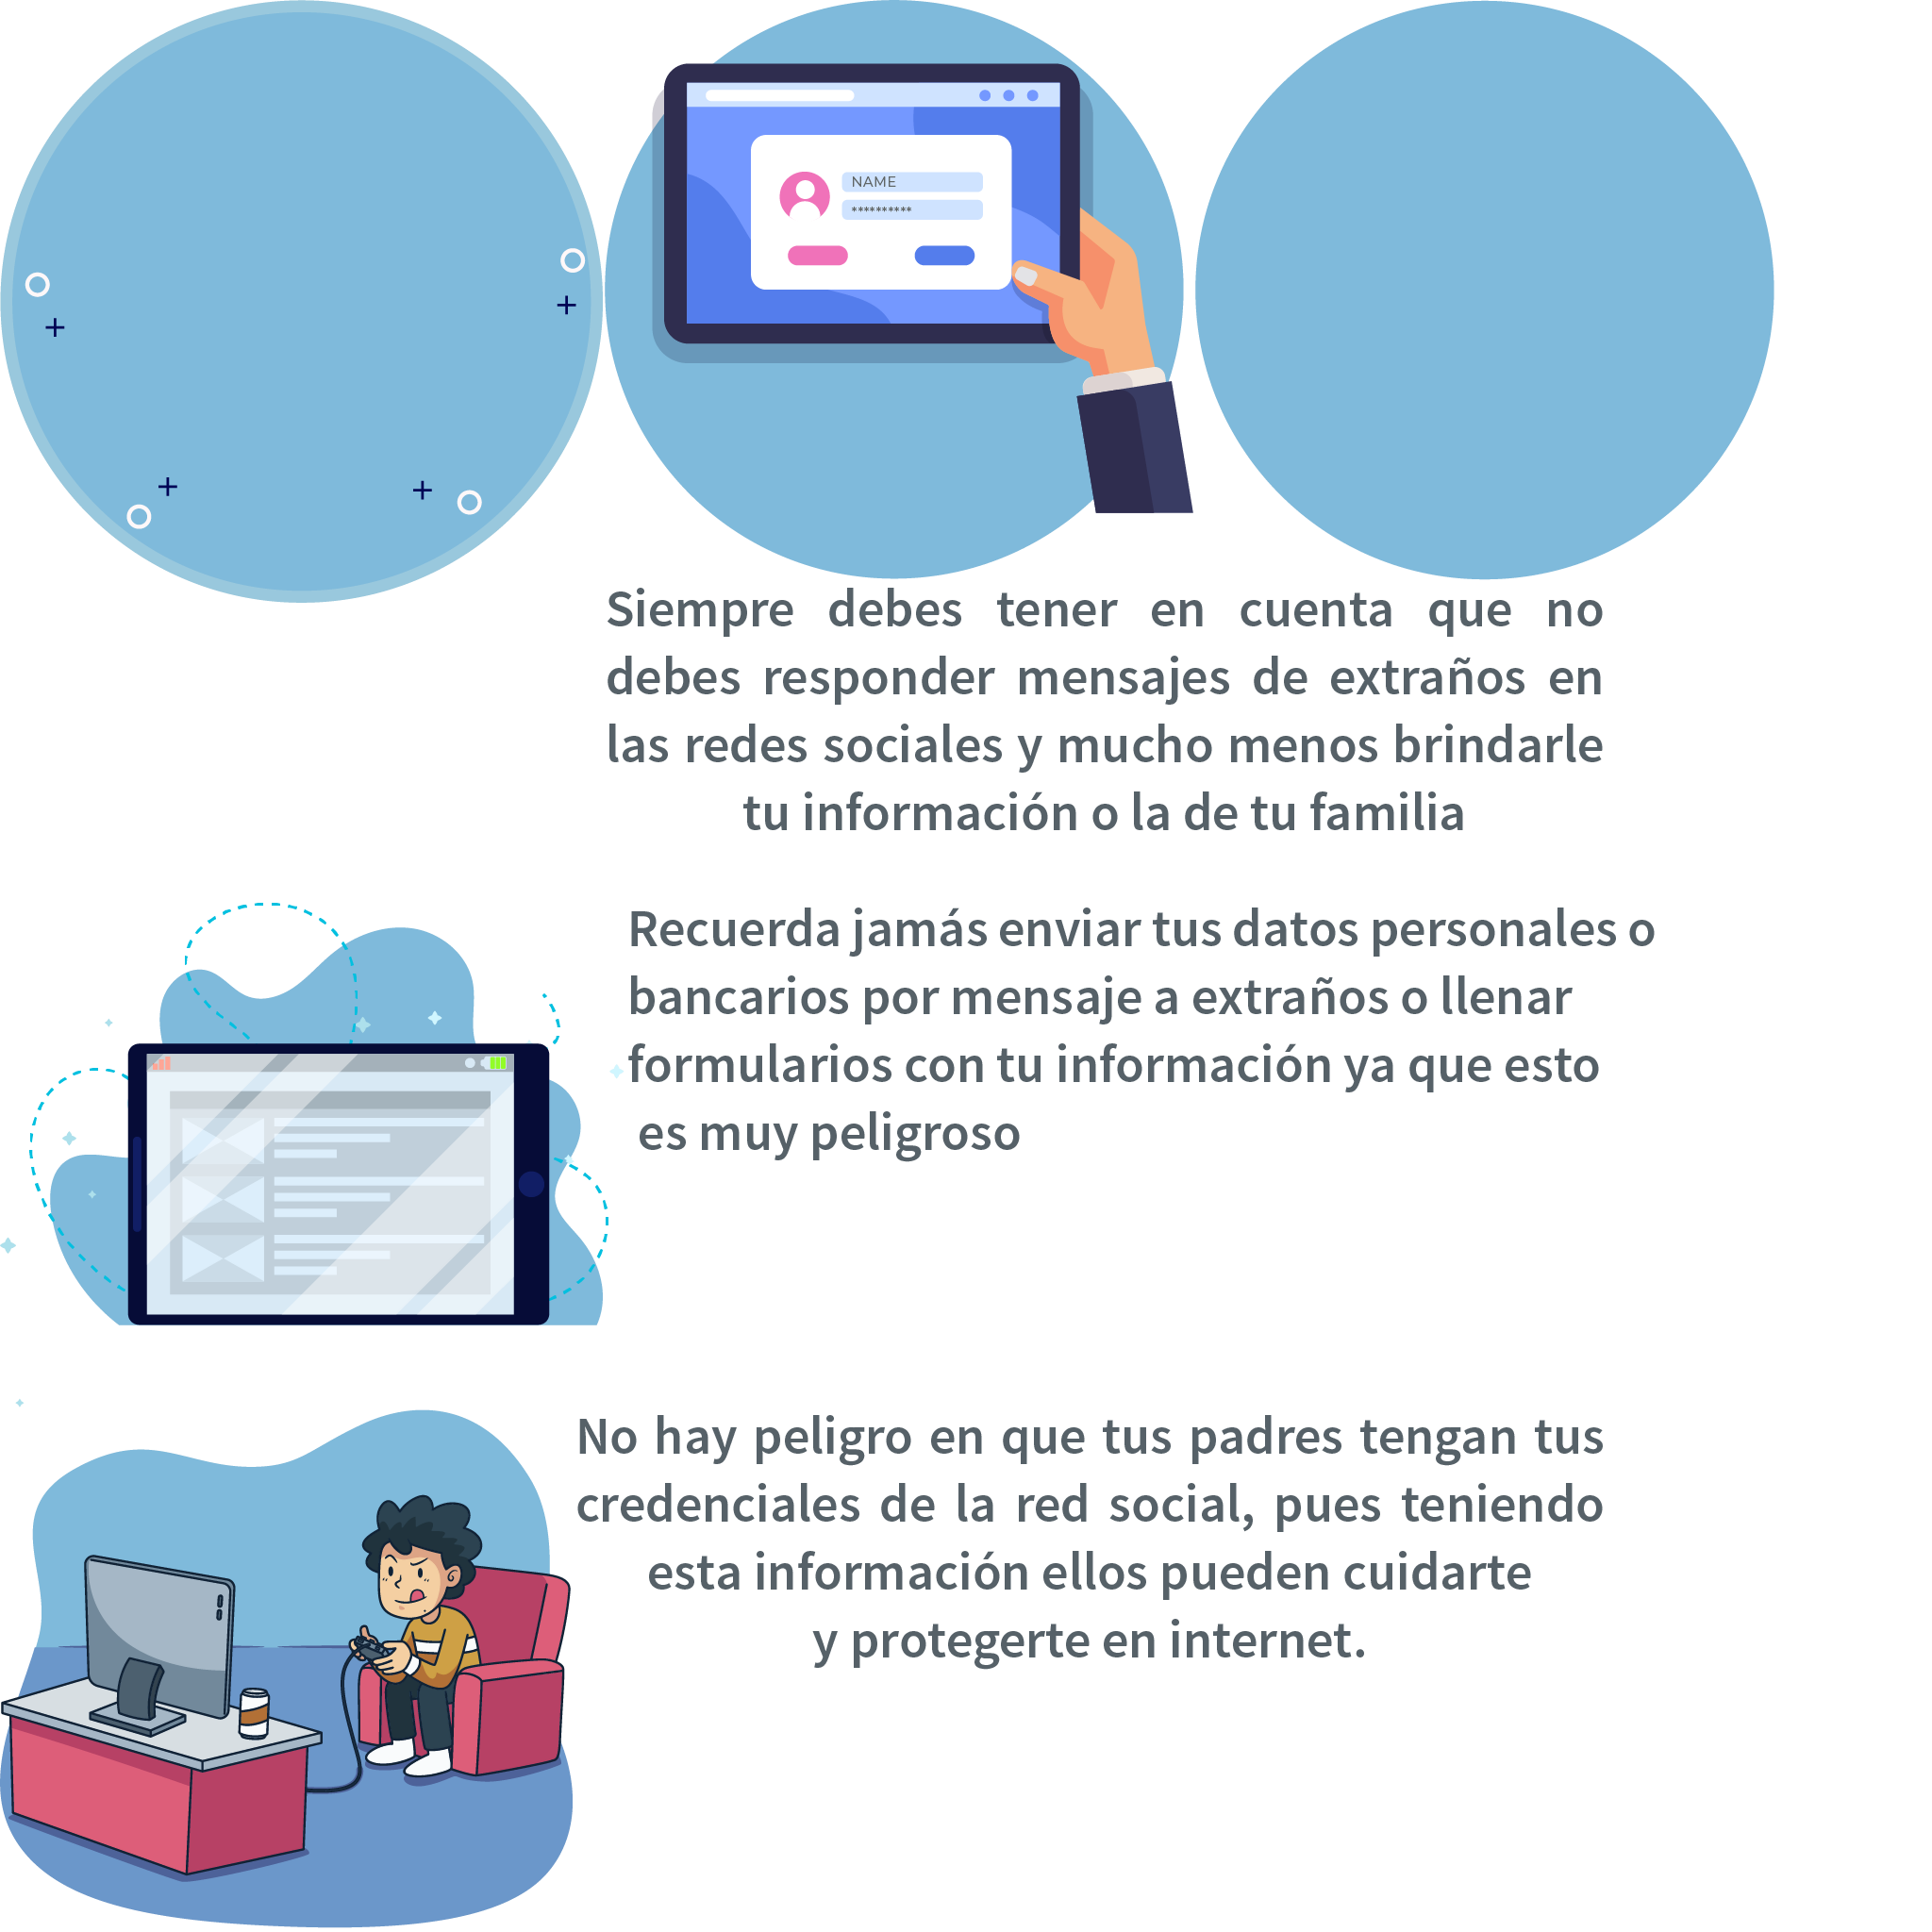 NAME
**********
Siempre debes tener en cuenta que no
debes responder mensajes de extraños en
las redes sociales y mucho menos brindarle
tu información o la de tu familia
Recuerda jamás enviar tus datos personales o
bancarios por mensaje a extraños o llenar
formularios con tu información ya que esto
es muy peligroso
No hay peligro en que tus padres tengan tus
credenciales de la red social, pues teniendo
esta información ellos pueden cuidarte
y protegerte en internet.